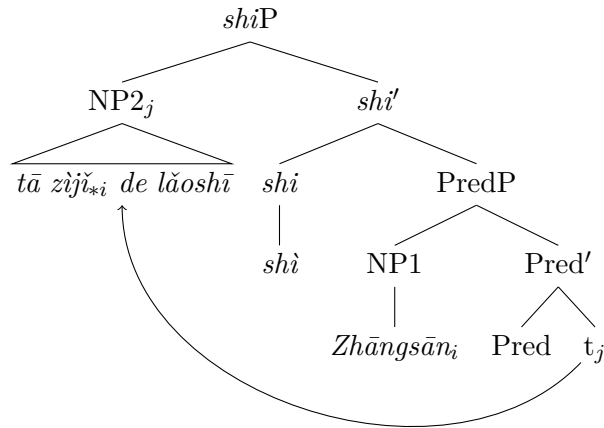 shiP
NP2j shi′
tā zìjǐ*i de lǎoshī shi PredP
shì NP1 Pred′
Zhāngsāni Pred tj